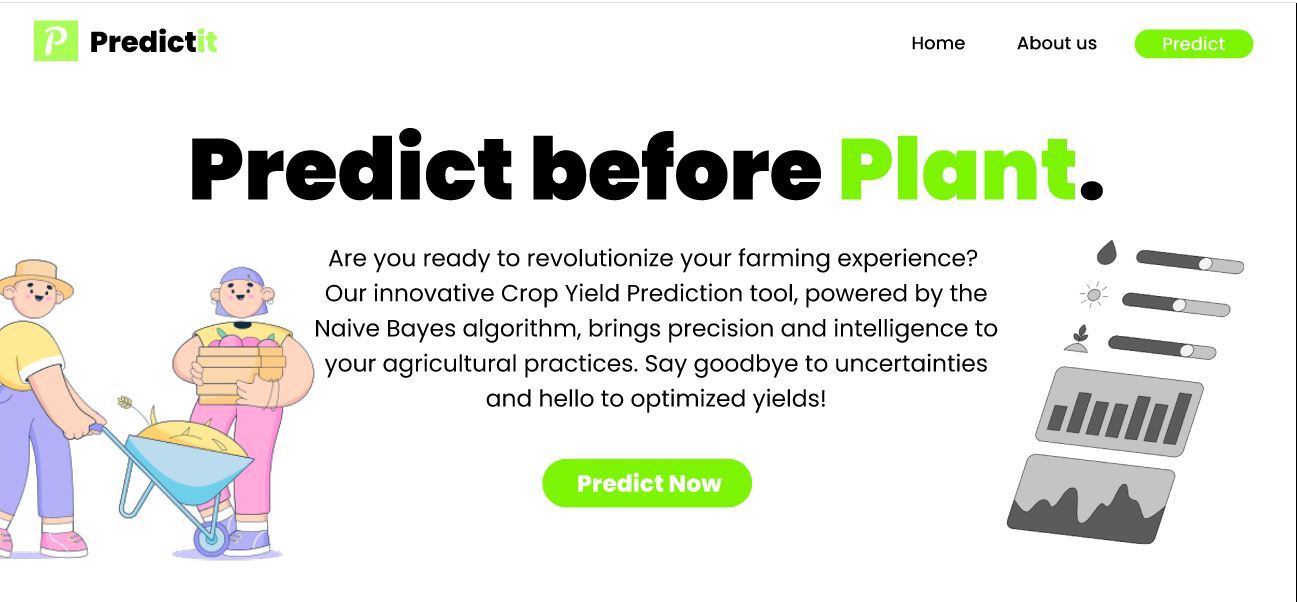 P Predictit
Home About us Predict
Predict before Plant.
Are you ready to revolutionize your farming experience?
Our innovative Crop Yield Prediction tool, powered by the
Naive Bayes algorithm, brings precision and intelligence to
your agricultural practices. Say goodbye to uncertainties
and hello to optimized yields!
Predict Now